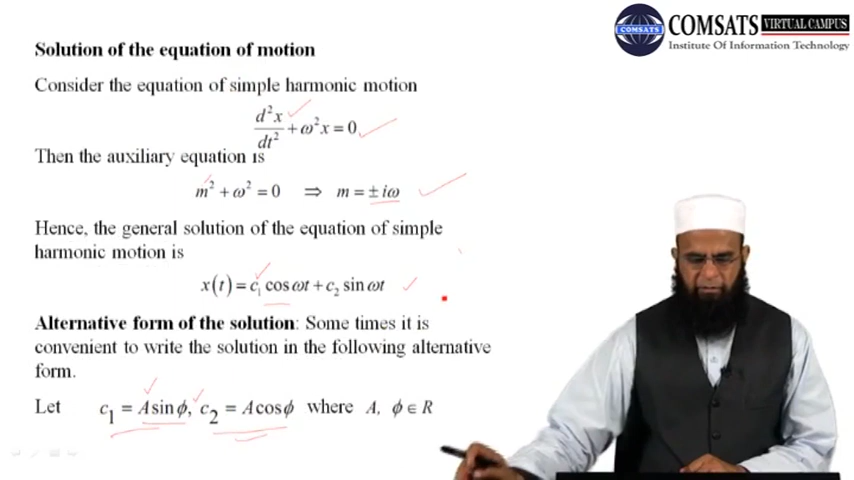 COMSATS VIRTUAL CAMPUS
COMSATS
Institute Of Information Technology
Solution of the equation of motion
Consider the equation of simple harmonic motion
d²x/dt² + ω²x = 0
Then the auxiliary equation is
m² + ω² = 0 ⇒ m = ± iω
Hence, the general solution of the equation of simple
harmonic motion is
x(t) = c₁ cos ωt + c₂ sin ωt
Alternative form of the solution: Some times it is
convenient to write the solution in the following alternative
form.
Let c₁ = A sin ϕ, c₂ = A cos ϕ where A, ϕ ∈ R